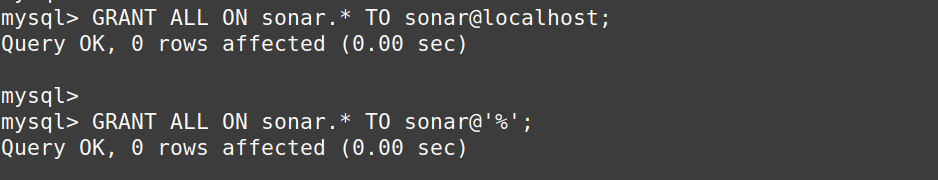 mysql> GRANT ALL ON sonar.* TO sonar@localhost;
Query OK, 0 rows affected (0.00 sec)
mysql>
mysql> GRANT ALL ON sonar.* TO sonar@'%';
Query OK, 0 rows affected (0.00 sec)